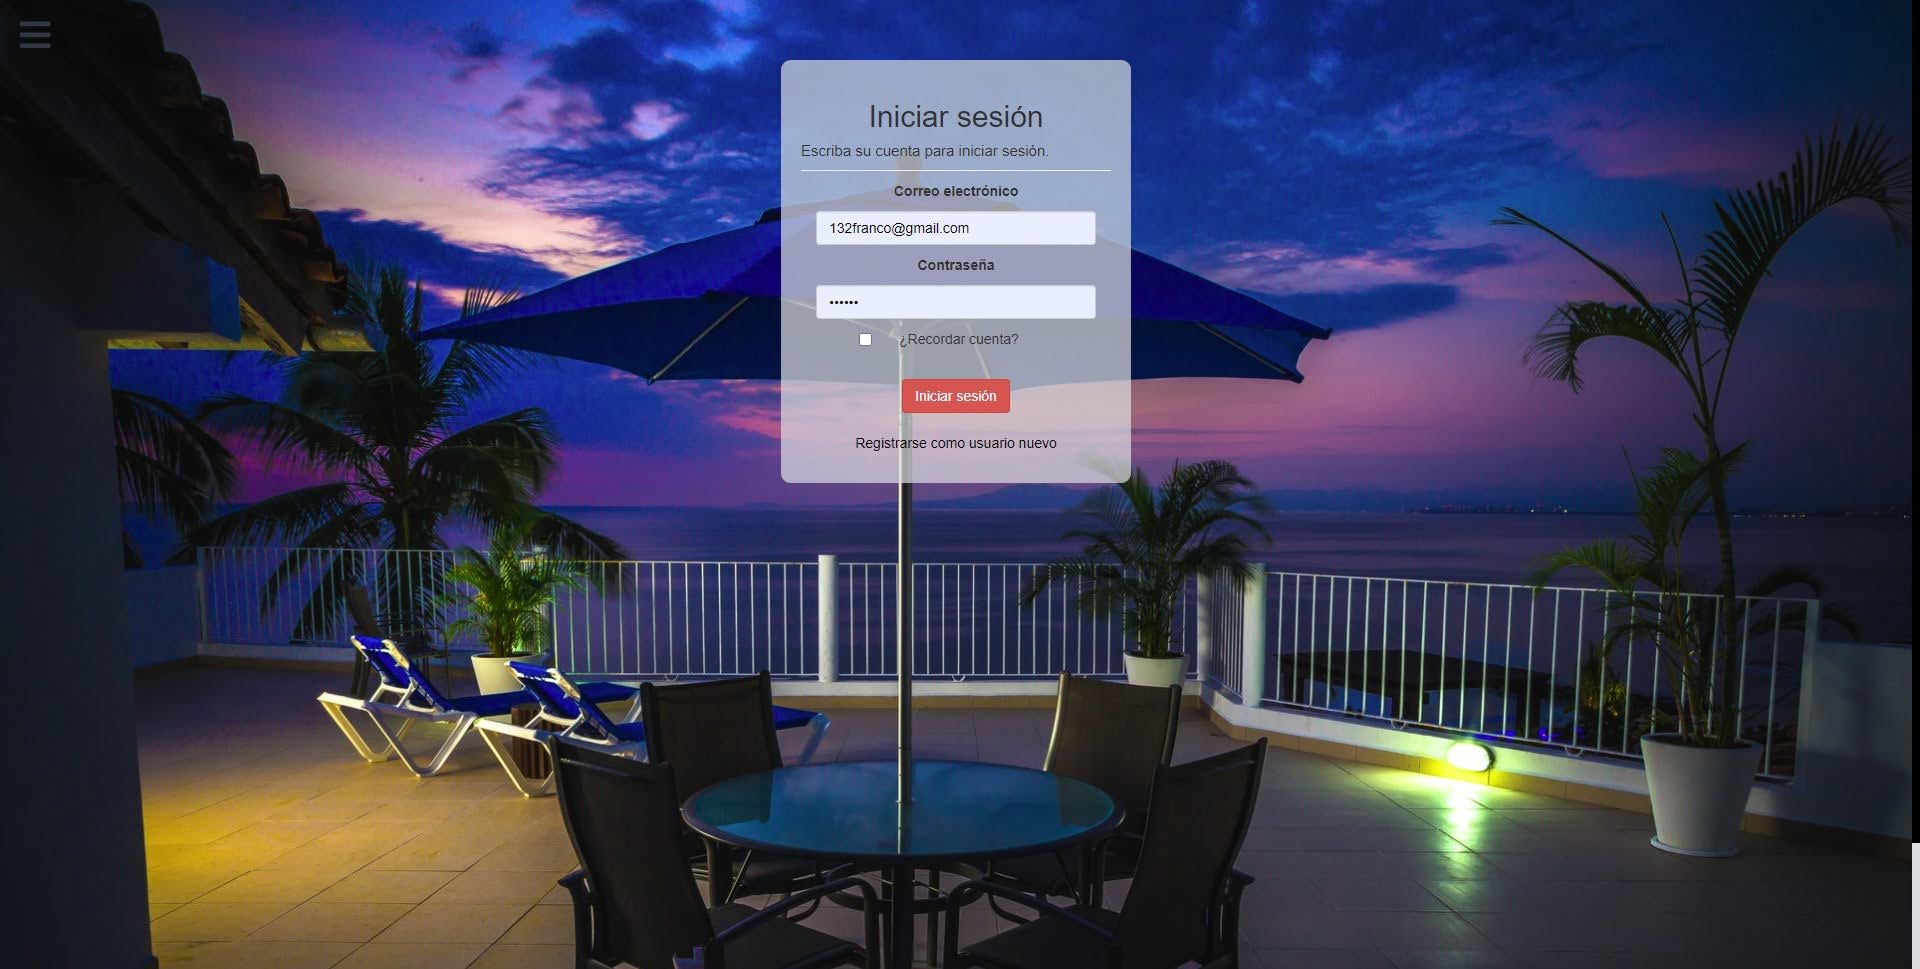 Iniciar sesión
Escriba su cuenta para iniciar sesión.
Correo electrónico
132franco@gmail.com
Contraseña
••••••
¿Recordar cuenta?
Iniciar sesión
Registrarse como usuario nuevo